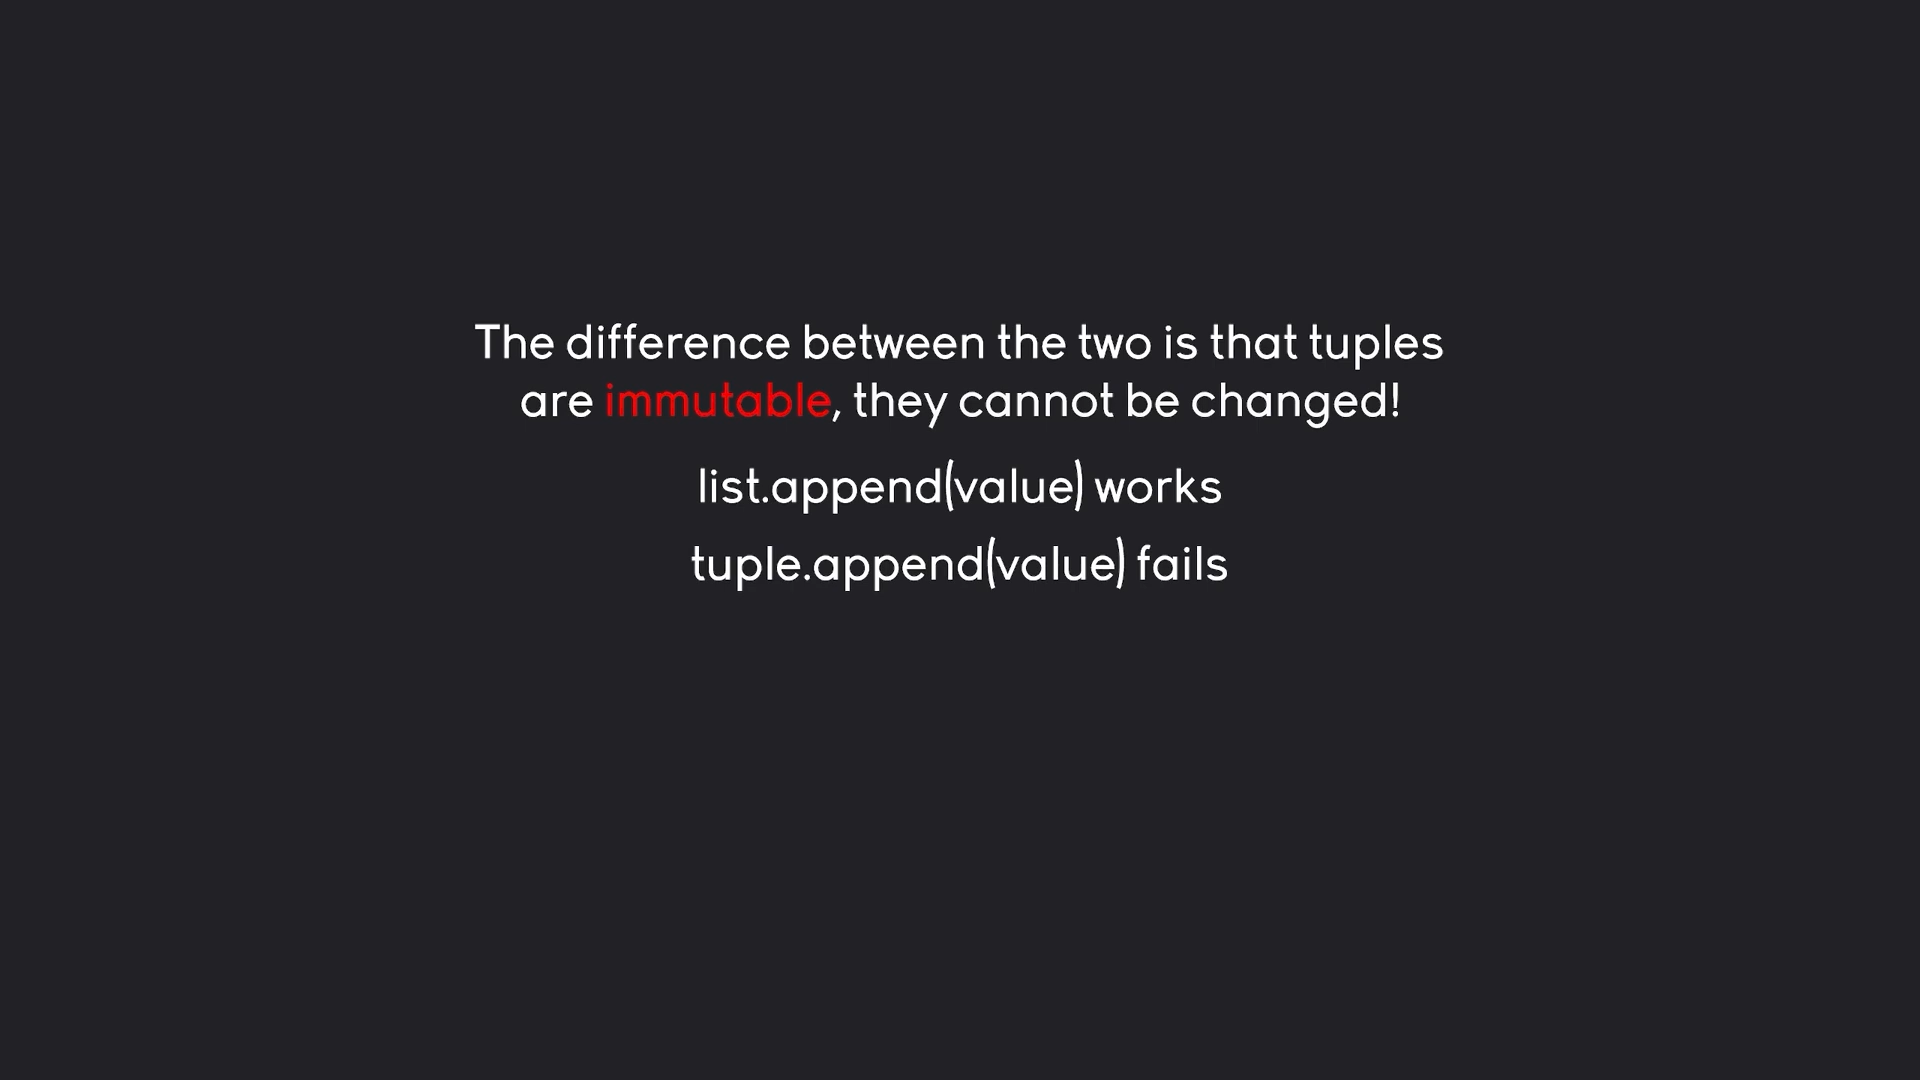 The difference between the two is that tuples
are immutable, they cannot be changed!
list.append(value) works
tuple.append(value) fails